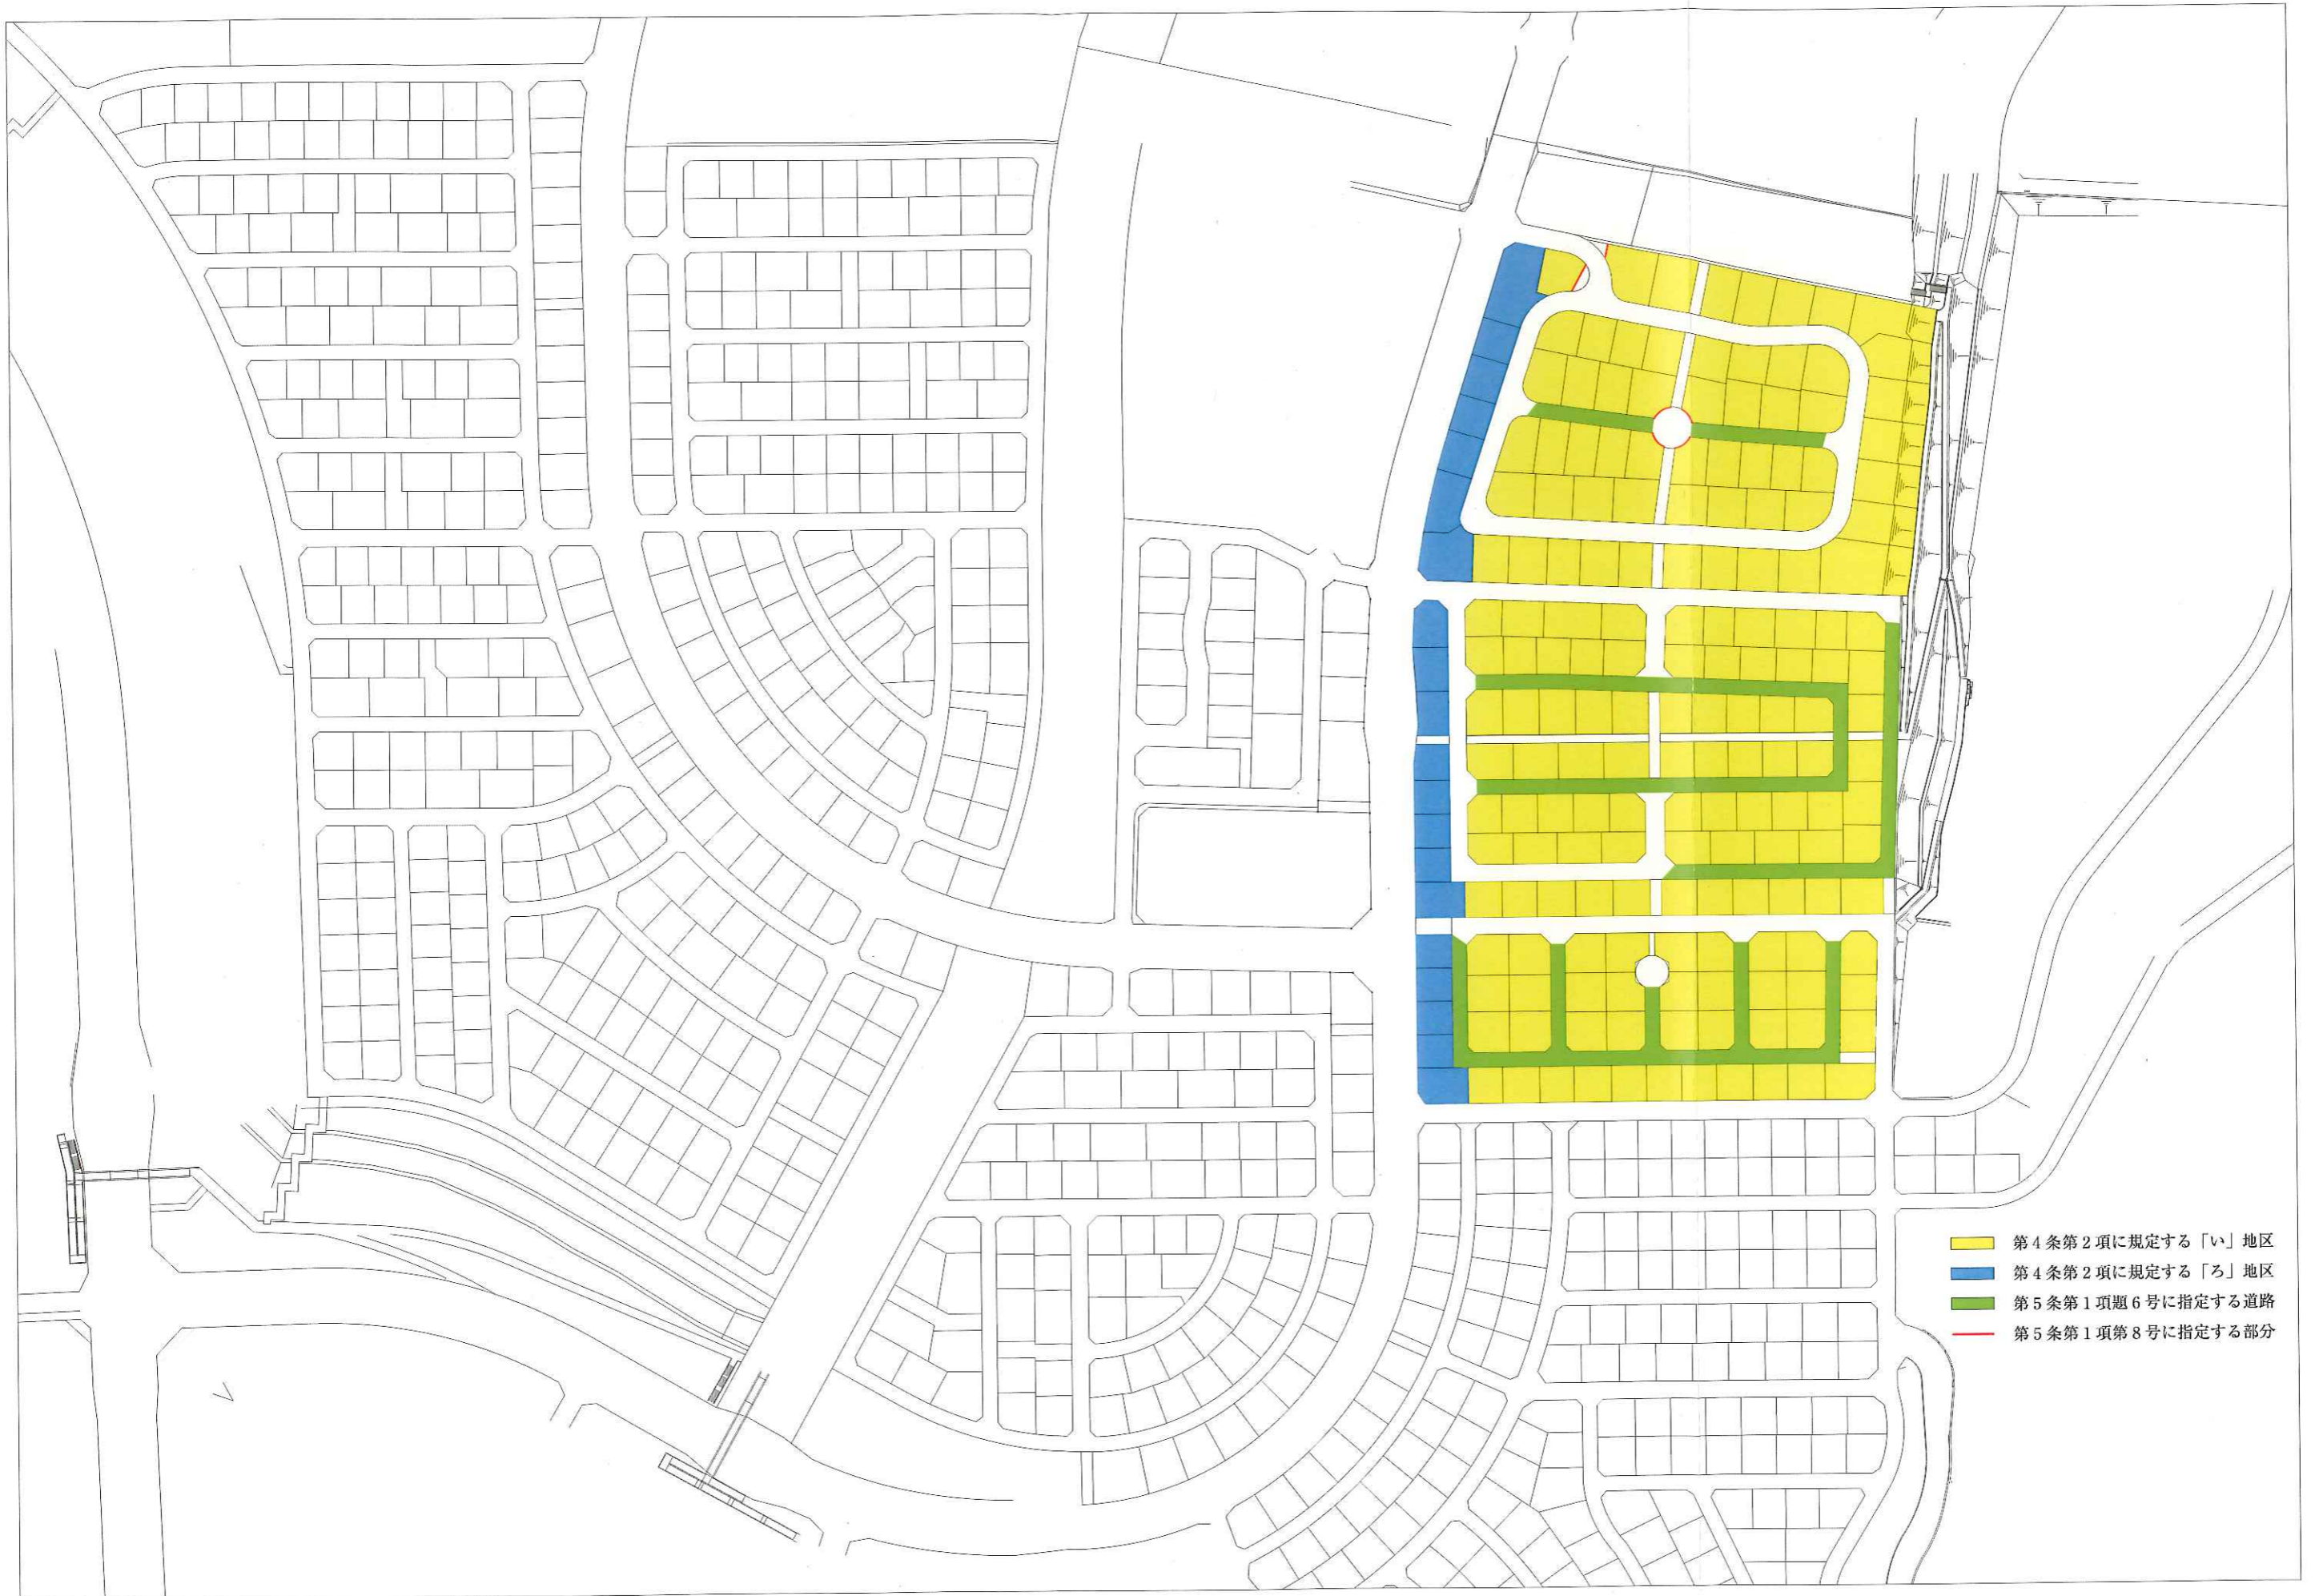 第4条第2項に規定する「い」地区
第4条第2項に規定する「ろ」地区
第5条第1項題6号に指定する道路
第5条第1項第8号に指定する部分